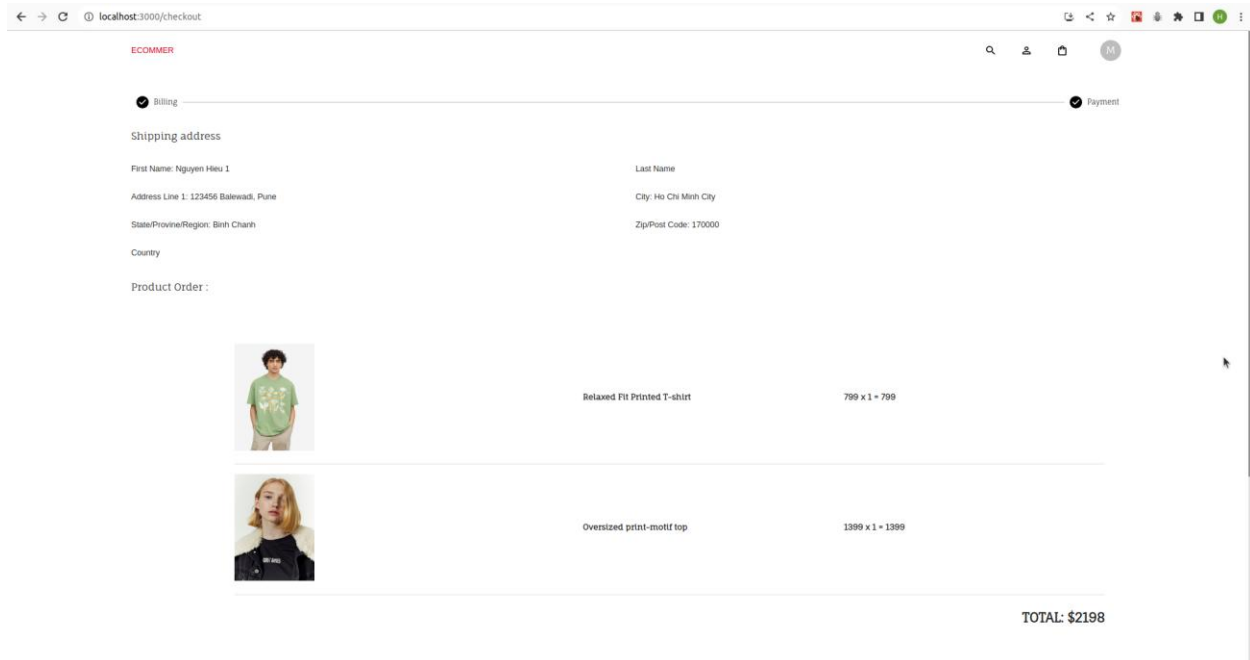 localhost:3000/checkout
H
ECOMMER
M
Billing
Payment
Shipping address
First Name: Nguyen Hieu 1
Last Name
Address Line 1: 123456 Balewadi, Pune
City: Ho Chi Minh City
State/Provine/Region: Binh Chanh
Zip/Post Code: 170000
Country
Product Order :
Relaxed Fit Printed T-shirt
799 x 1 = 799
Oversized print-motif top
1399 x 1 = 1399
TOTAL: $2198